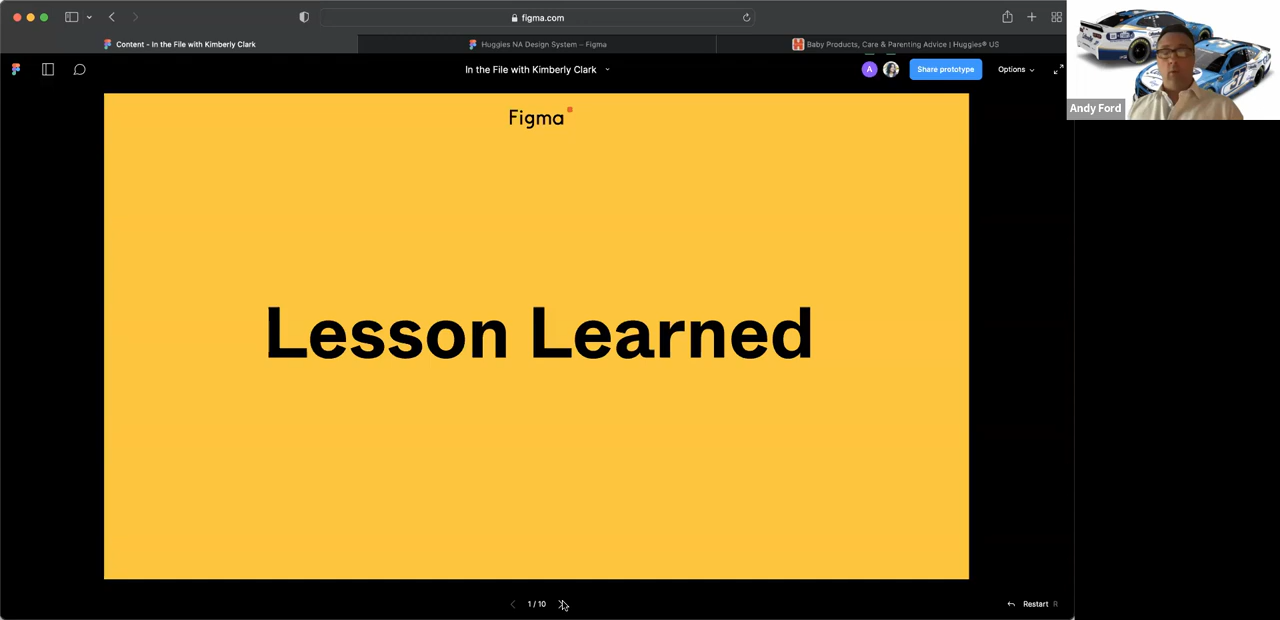 figma.com
Content - In the File with Kimberly Clark
Huggies NA Design System – Figma
Baby Products, Care & Parenting Advice | Huggies® US
In the File with Kimberly Clark
A
Share prototype
Options
Andy Ford
31
Figma
Lesson Learned
1 / 10
Restart R